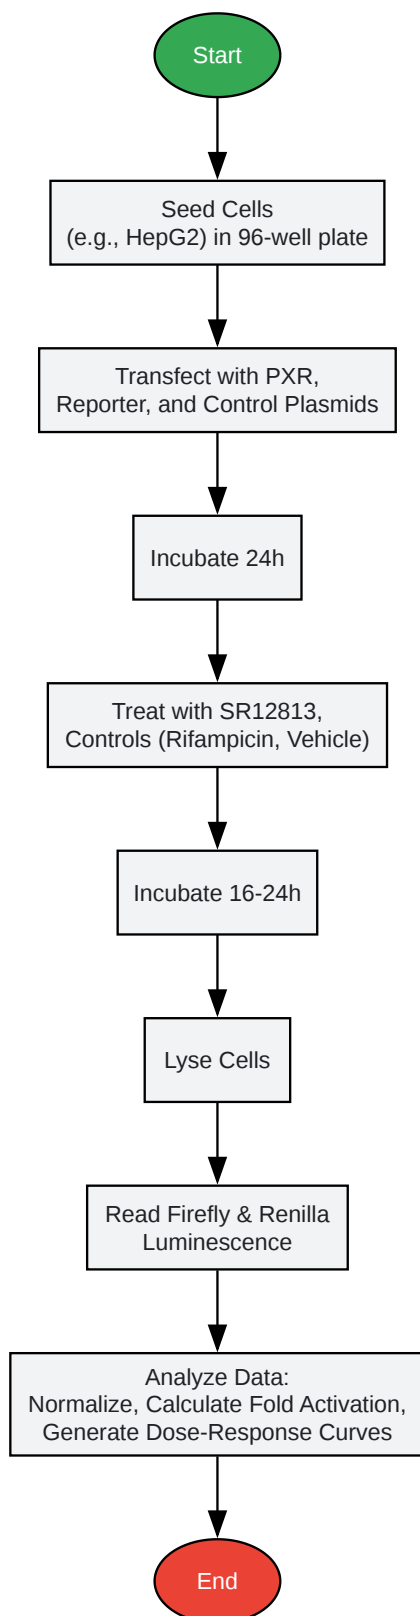 Start
Seed Cells
(e.g., HepG2) in 96-well plate
Transfect with PXR,
Reporter, and Control Plasmids
Incubate 24h
Treat with SR12813,
Controls (Rifampicin, Vehicle)
Incubate 16-24h
Lyse Cells
Read Firefly & Renilla
Luminescence
Analyze Data:
Normalize, Calculate Fold Activation,
Generate Dose-Response Curves
End